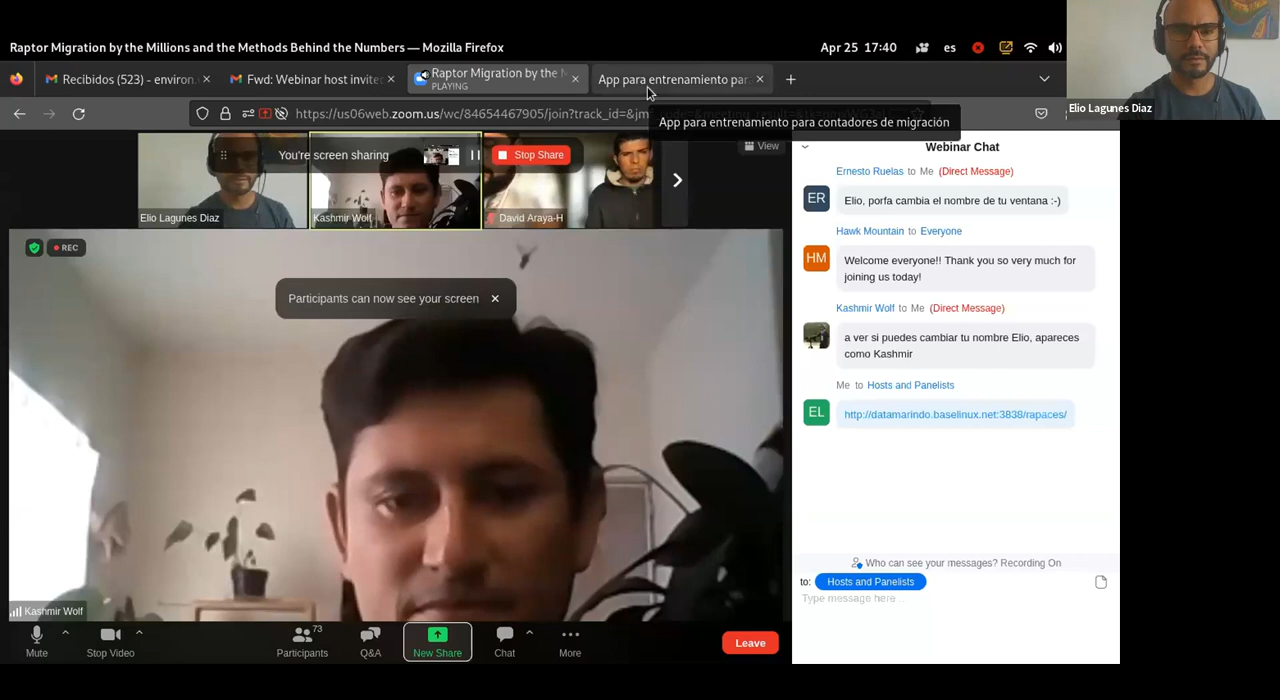 Raptor Migration by the Millions and the Methods Behind the Numbers — Mozilla Firefox
Apr 25 17:40
es
Elio Lagunes Diaz
Recibidos (523) - environ
Fwd: Webinar host invite
Raptor Migration by the M
PLAYING
App para entrenamiento par
https://us06web.zoom.us/wc/84654467905/join?track_id=&jm
App para entrenamiento para contadores de migración
You're screen sharing
Stop Share
View
Elio Lagunes Diaz
Kashmir Wolf
David Araya-H
REC
Participants can now see your screen
Kashmir Wolf
Mute
Stop Video
73
Participants
Q&A
New Share
Chat
More
Leave
Webinar Chat
Ernesto Ruelas to Me (Direct Message)
ER
Elio, porfa cambia el nombre de tu ventana :-)
Hawk Mountain to Everyone
HM
Welcome everyone!! Thank you so very much for
joining us today!
Kashmir Wolf to Me (Direct Message)
a ver si puedes cambiar tu nombre Elio, apareces
como Kashmir
Me to Hosts and Panelists
EL
http://datamarindo.baselinux.net:3838/rapaces/
Who can see your messages? Recording On
to: Hosts and Panelists
Type message here ...